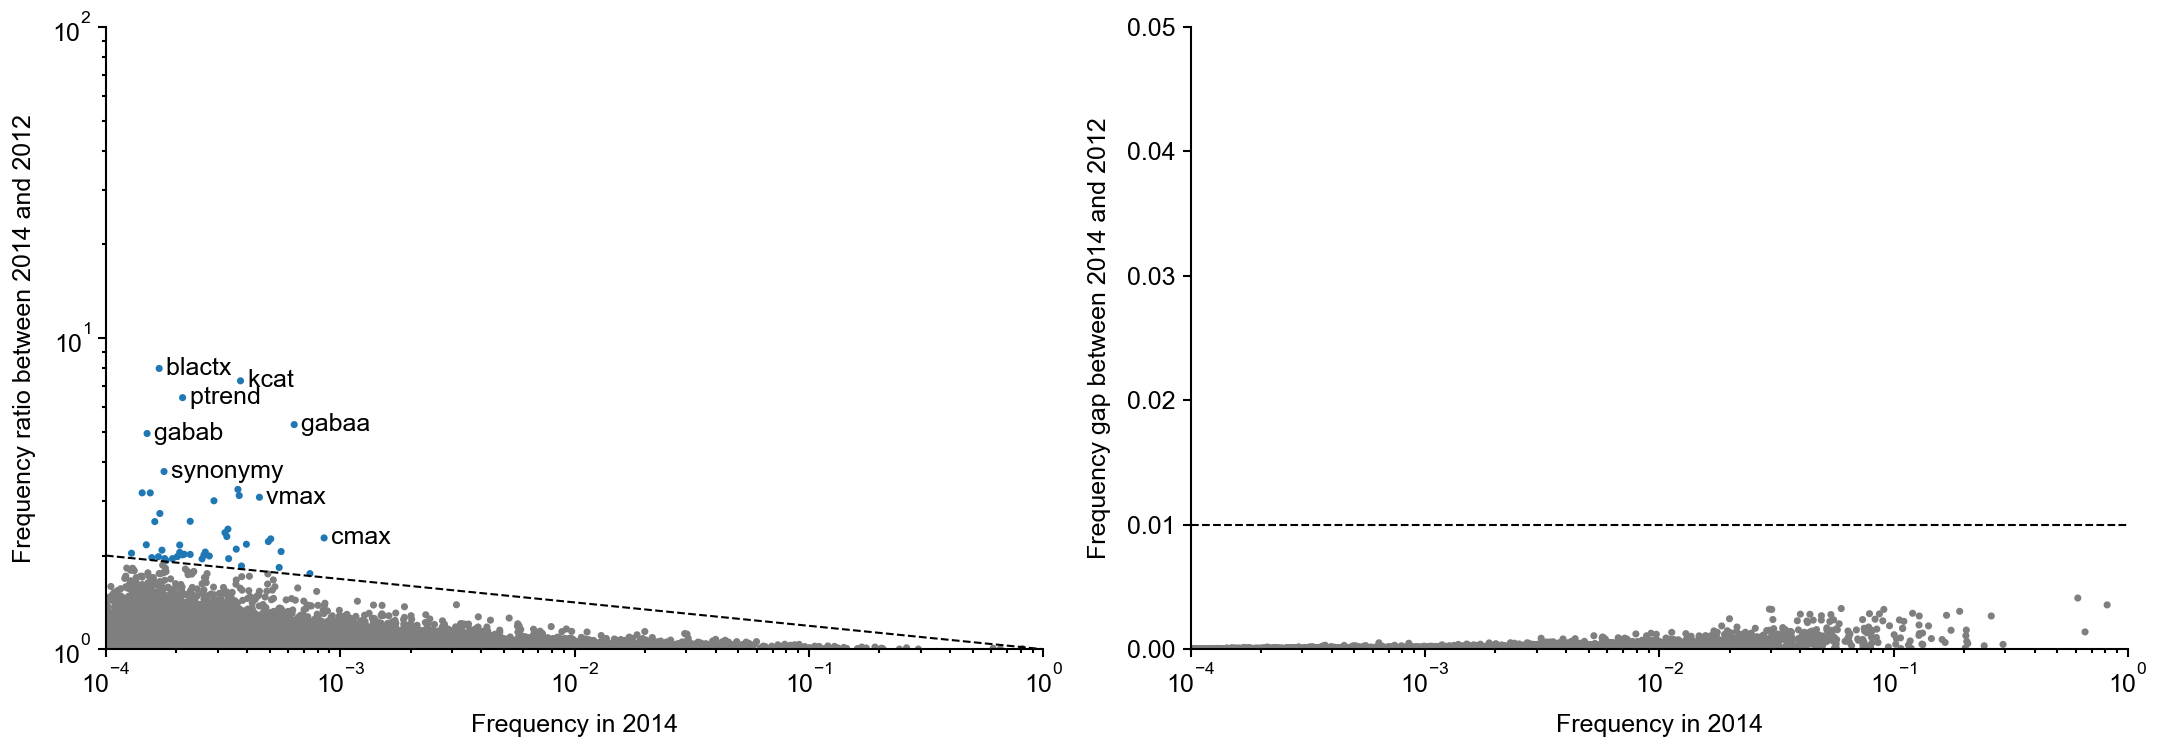 Frequency ratio between 2014 and 2012
10^2
10^1
10^0
blactx
kcat
ptrend
gabaa
gabab
synonymy
vmax
cmax
10^−4
10^−3
10^−2
10^−1
10^0
Frequency in 2014
Frequency gap between 2014 and 2012
0.05
0.04
0.03
0.02
0.01
0.00
10^−4
10^−3
10^−2
10^−1
10^0
Frequency in 2014